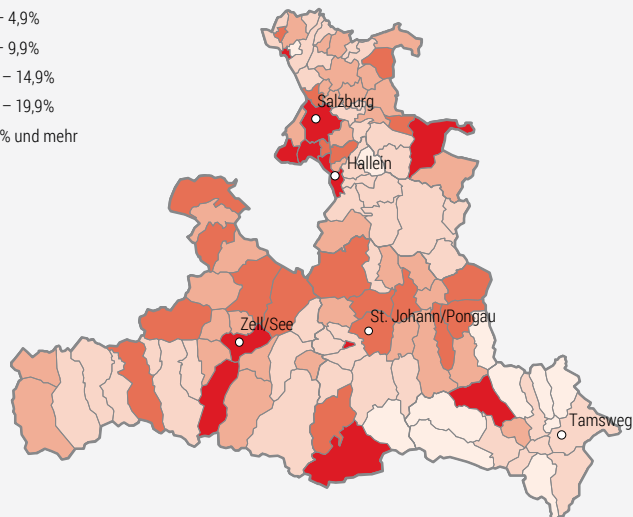 – 4,9%
– 9,9%
– 14,9%
– 19,9%
% und mehr
Salzburg
Hallein
St. Johann/Pongau
Zell/See
Tamsweg